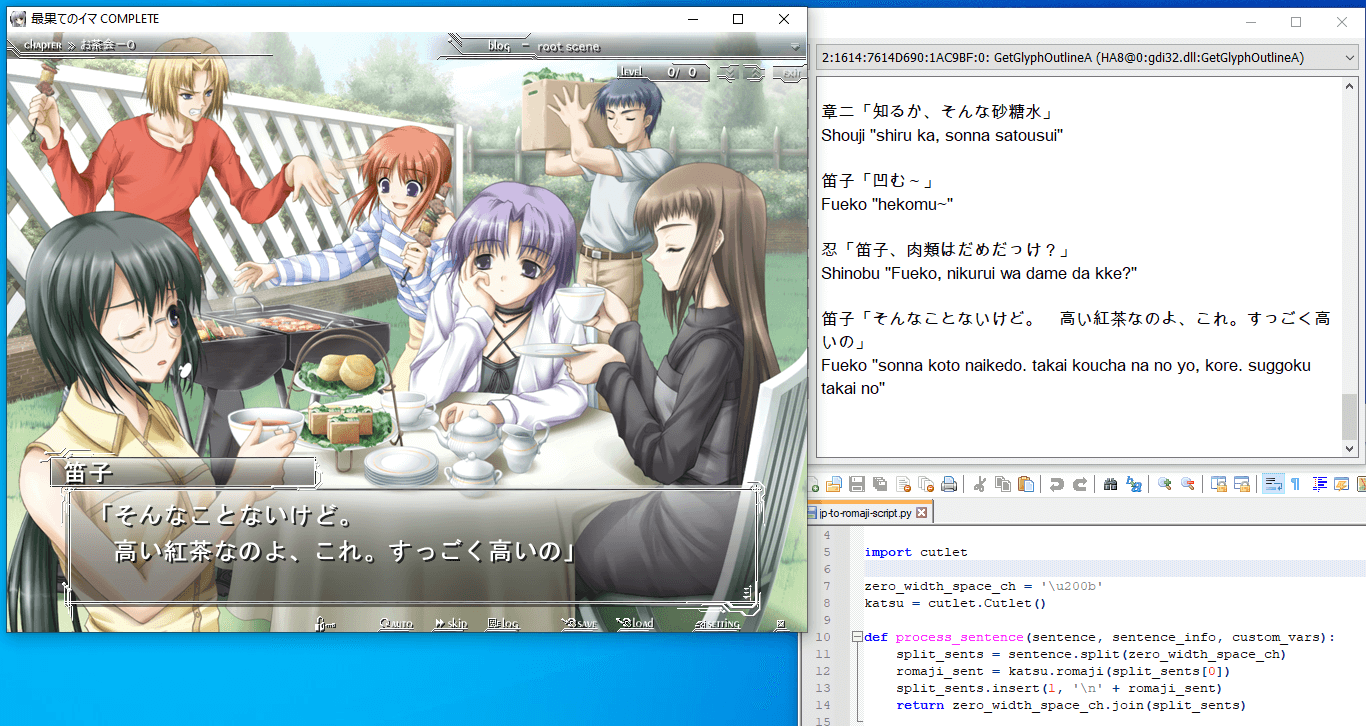 最果てのイマ COMPLETE
CHAPTER ≫ お茶会－0
blog － root scene
level 0/ 0
EXIT
笛子
「そんなことないけど。
高い紅茶なのよ、これ。すっごく高いの」
AUTO
skip
log
SAVE
load
SETTING
2:1614:7614D690:1AC9BF:0: GetGlyphOutlineA (HA8@0:gdi32.dll:GetGlyphOutlineA)
章二「知るか、そんな砂糖水」
Shouji "shiru ka, sonna satousui"
笛子「凹む～」
Fueko "hekomu~"
忍「笛子、肉類はだめだっけ？」
Shinobu "Fueko, nikurui wa dame da kke?"
笛子「そんなことないけど。　高い紅茶なのよ、これ。すっごく高
いの」
Fueko "sonna koto naikedo. takai koucha na no yo, kore. suggoku
takai no"
jp-to-romaji-script.py
4
5 import cutlet
6
7 zero_width_space_ch = '\u200b'
8 katsu = cutlet.Cutlet()
9
10 def process_sentence(sentence, sentence_info, custom_vars):
11 split_sents = sentence.split(zero_width_space_ch)
12 romaji_sent = katsu.romaji(split_sents[0])
13 split_sents.insert(1, '\n' + romaji_sent)
14 return zero_width_space_ch.join(split_sents)
15